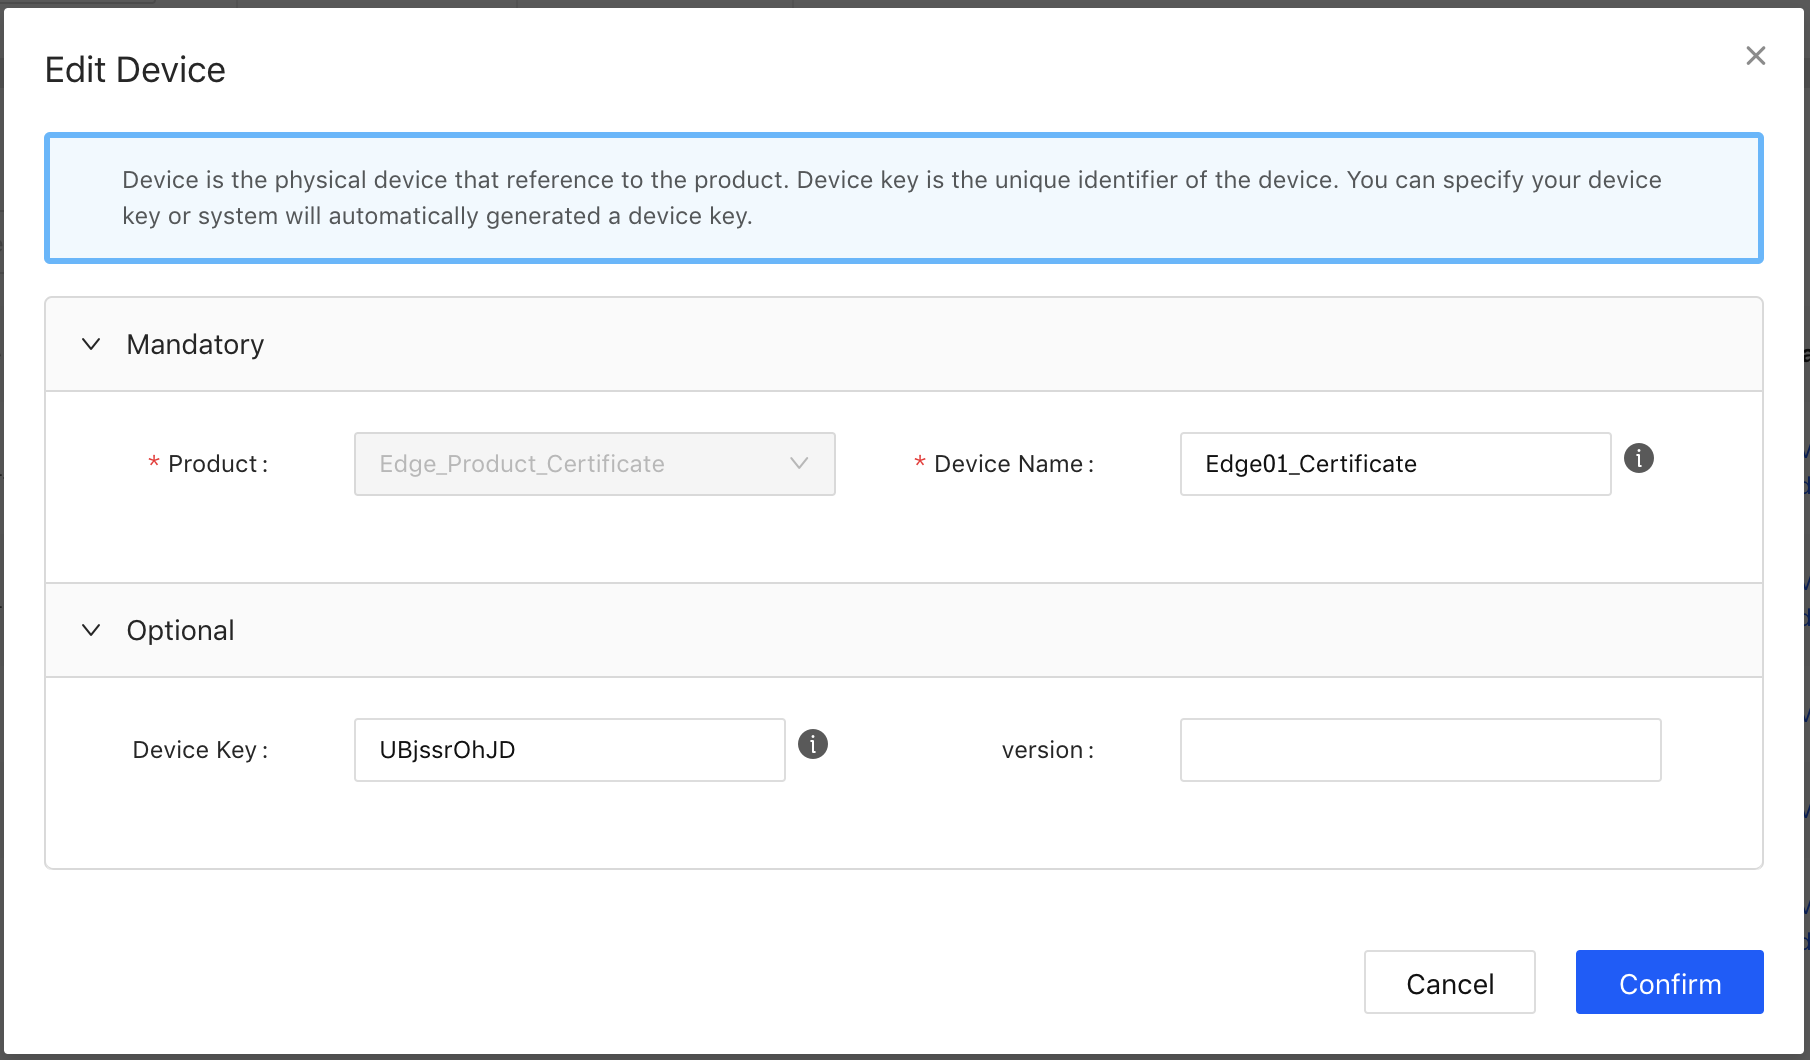 Edit Device
Device is the physical device that reference to the product. Device key is the unique identifier of the device. You can specify your device
key or system will automatically generated a device key.
Mandatory
* Product :
Edge_Product_Certificate
* Device Name :
Edge01_Certificate
Optional
Device Key :
UBjssrOhJD
version :
Cancel
Confirm